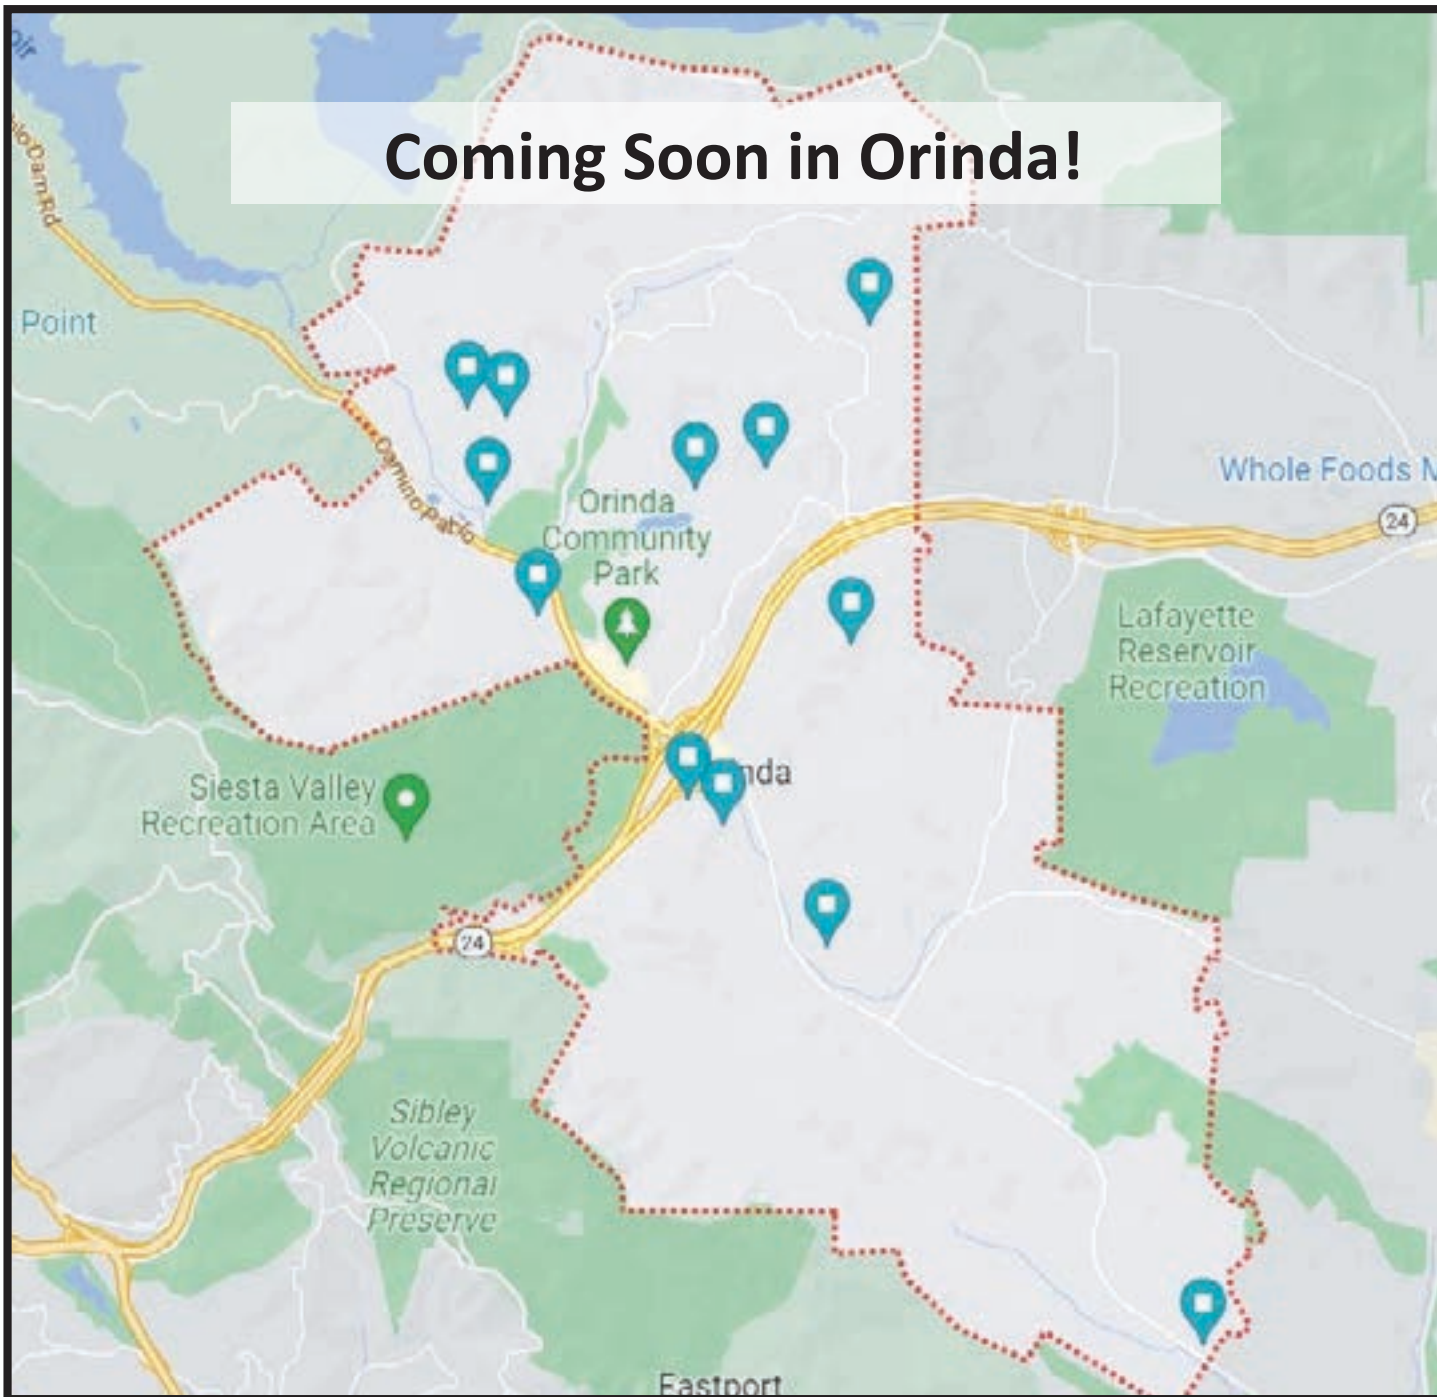 Coming Soon in Orinda!
Point
Camino Pablo
Orinda
Community
Park
Whole Foods
24
Lafayette
Reservoir
Recreation
Siesta Valley
Recreation Area
24
Sibley
Volcanic
Regional
Preserve
Eastport